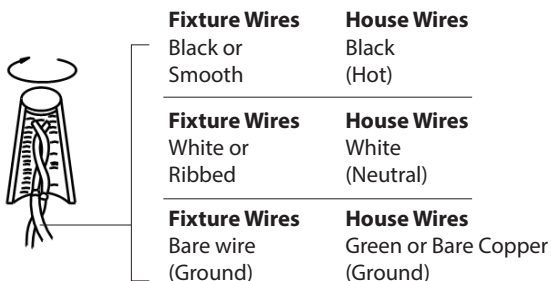 Fixture Wires House Wires
Black or Black
Smooth (Hot)
Fixture Wires House Wires
White or White
Ribbed (Neutral)
Fixture Wires House Wires
Bare wire Green or Bare Copper
(Ground) (Ground)